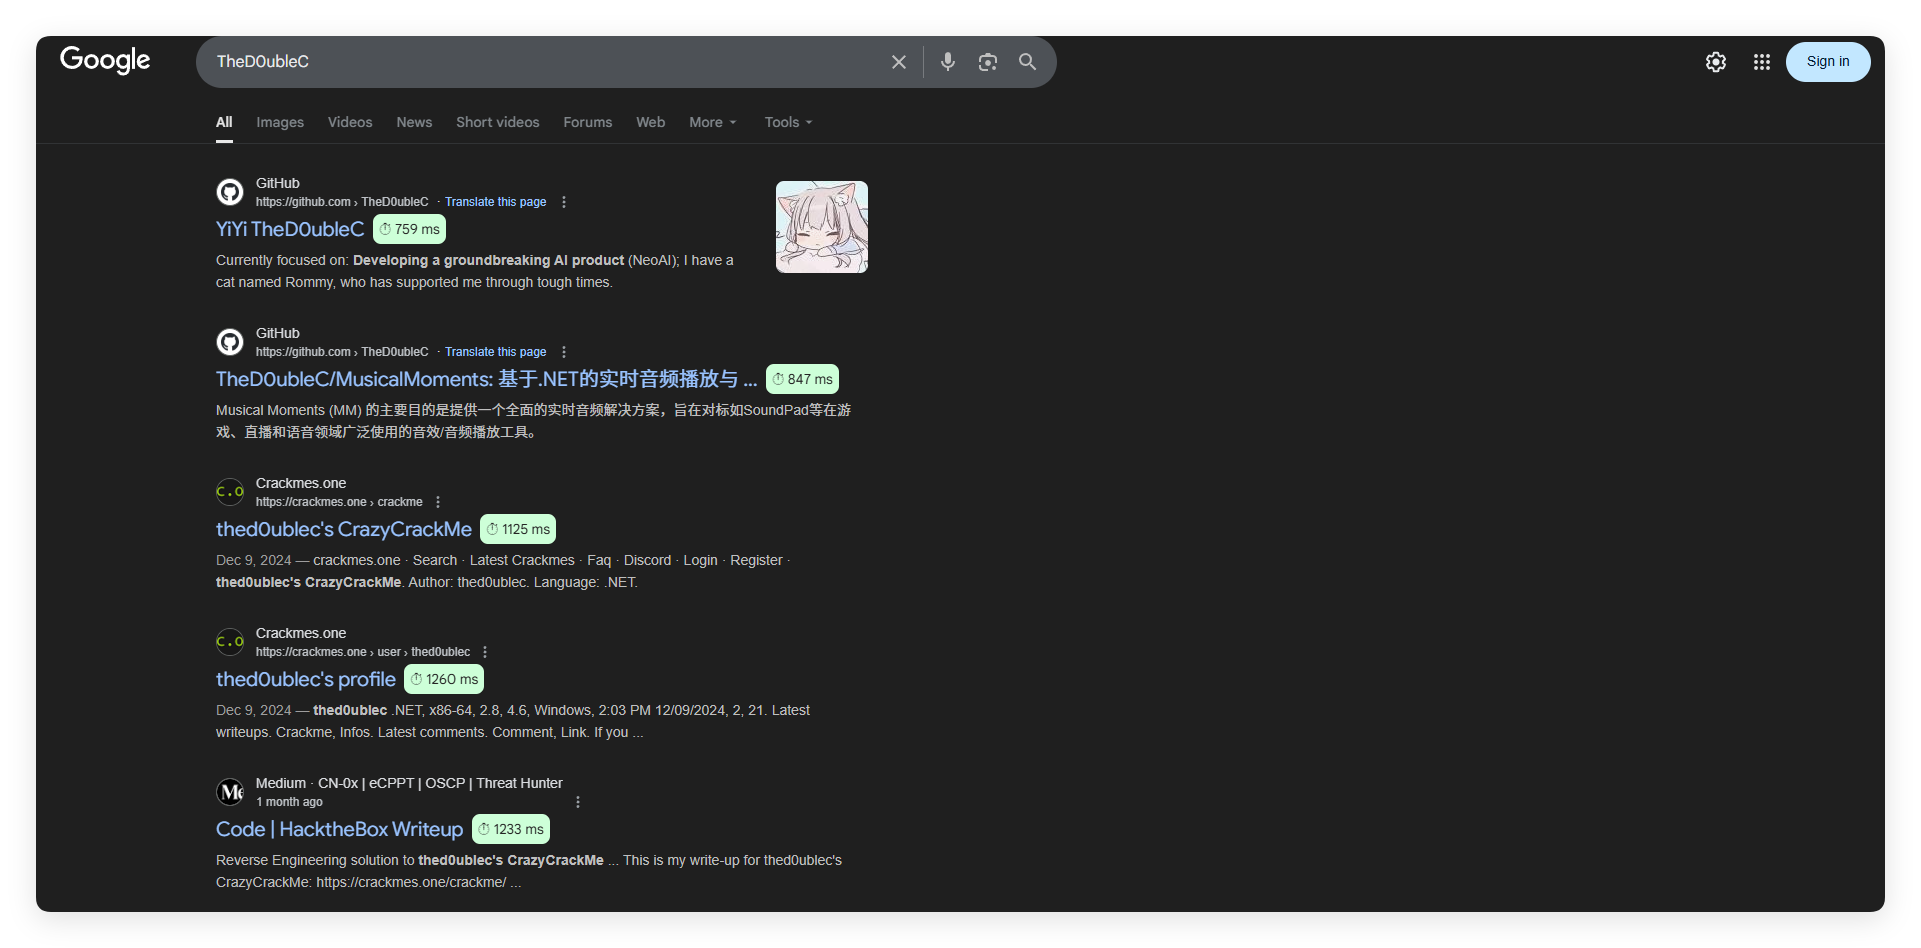 Google
TheD0ubleC
Sign in
All Images Videos News Short videos Forums Web More Tools
GitHub
https://github.com › TheD0ubleC · Translate this page
YiYi TheD0ubleC ⏱ 759 ms
Currently focused on: Developing a groundbreaking AI product (NeoAI); I have a
cat named Rommy, who has supported me through tough times.
GitHub
https://github.com › TheD0ubleC · Translate this page
TheD0ubleC/MusicalMoments: 基于.NET的实时音频播放与 ... ⏱ 847 ms
Musical Moments (MM) 的主要目的是提供一个全面的实时音频解决方案，旨在对标如SoundPad等在游
戏、直播和语音领域广泛使用的音效/音频播放工具。
C.O
Crackmes.one
https://crackmes.one › crackme
thed0ublec's CrazyCrackMe ⏱ 1125 ms
Dec 9, 2024 — crackmes.one · Search · Latest Crackmes · Faq · Discord · Login · Register ·
thed0ublec's CrazyCrackMe. Author: thed0ublec. Language: .NET.
C.O
Crackmes.one
https://crackmes.one › user › thed0ublec
thed0ublec's profile ⏱ 1260 ms
Dec 9, 2024 — thed0ublec .NET, x86-64, 2.8, 4.6, Windows, 2:03 PM 12/09/2024, 2, 21. Latest
writeups. Crackme, Infos. Latest comments. Comment, Link. If you ...
Me
Medium · CN-0x | eCPPT | OSCP | Threat Hunter
1 month ago
Code | HacktheBox Writeup ⏱ 1233 ms
Reverse Engineering solution to thed0ublec's CrazyCrackMe ... This is my write-up for thed0ublec's
CrazyCrackMe: https://crackmes.one/crackme/ ...